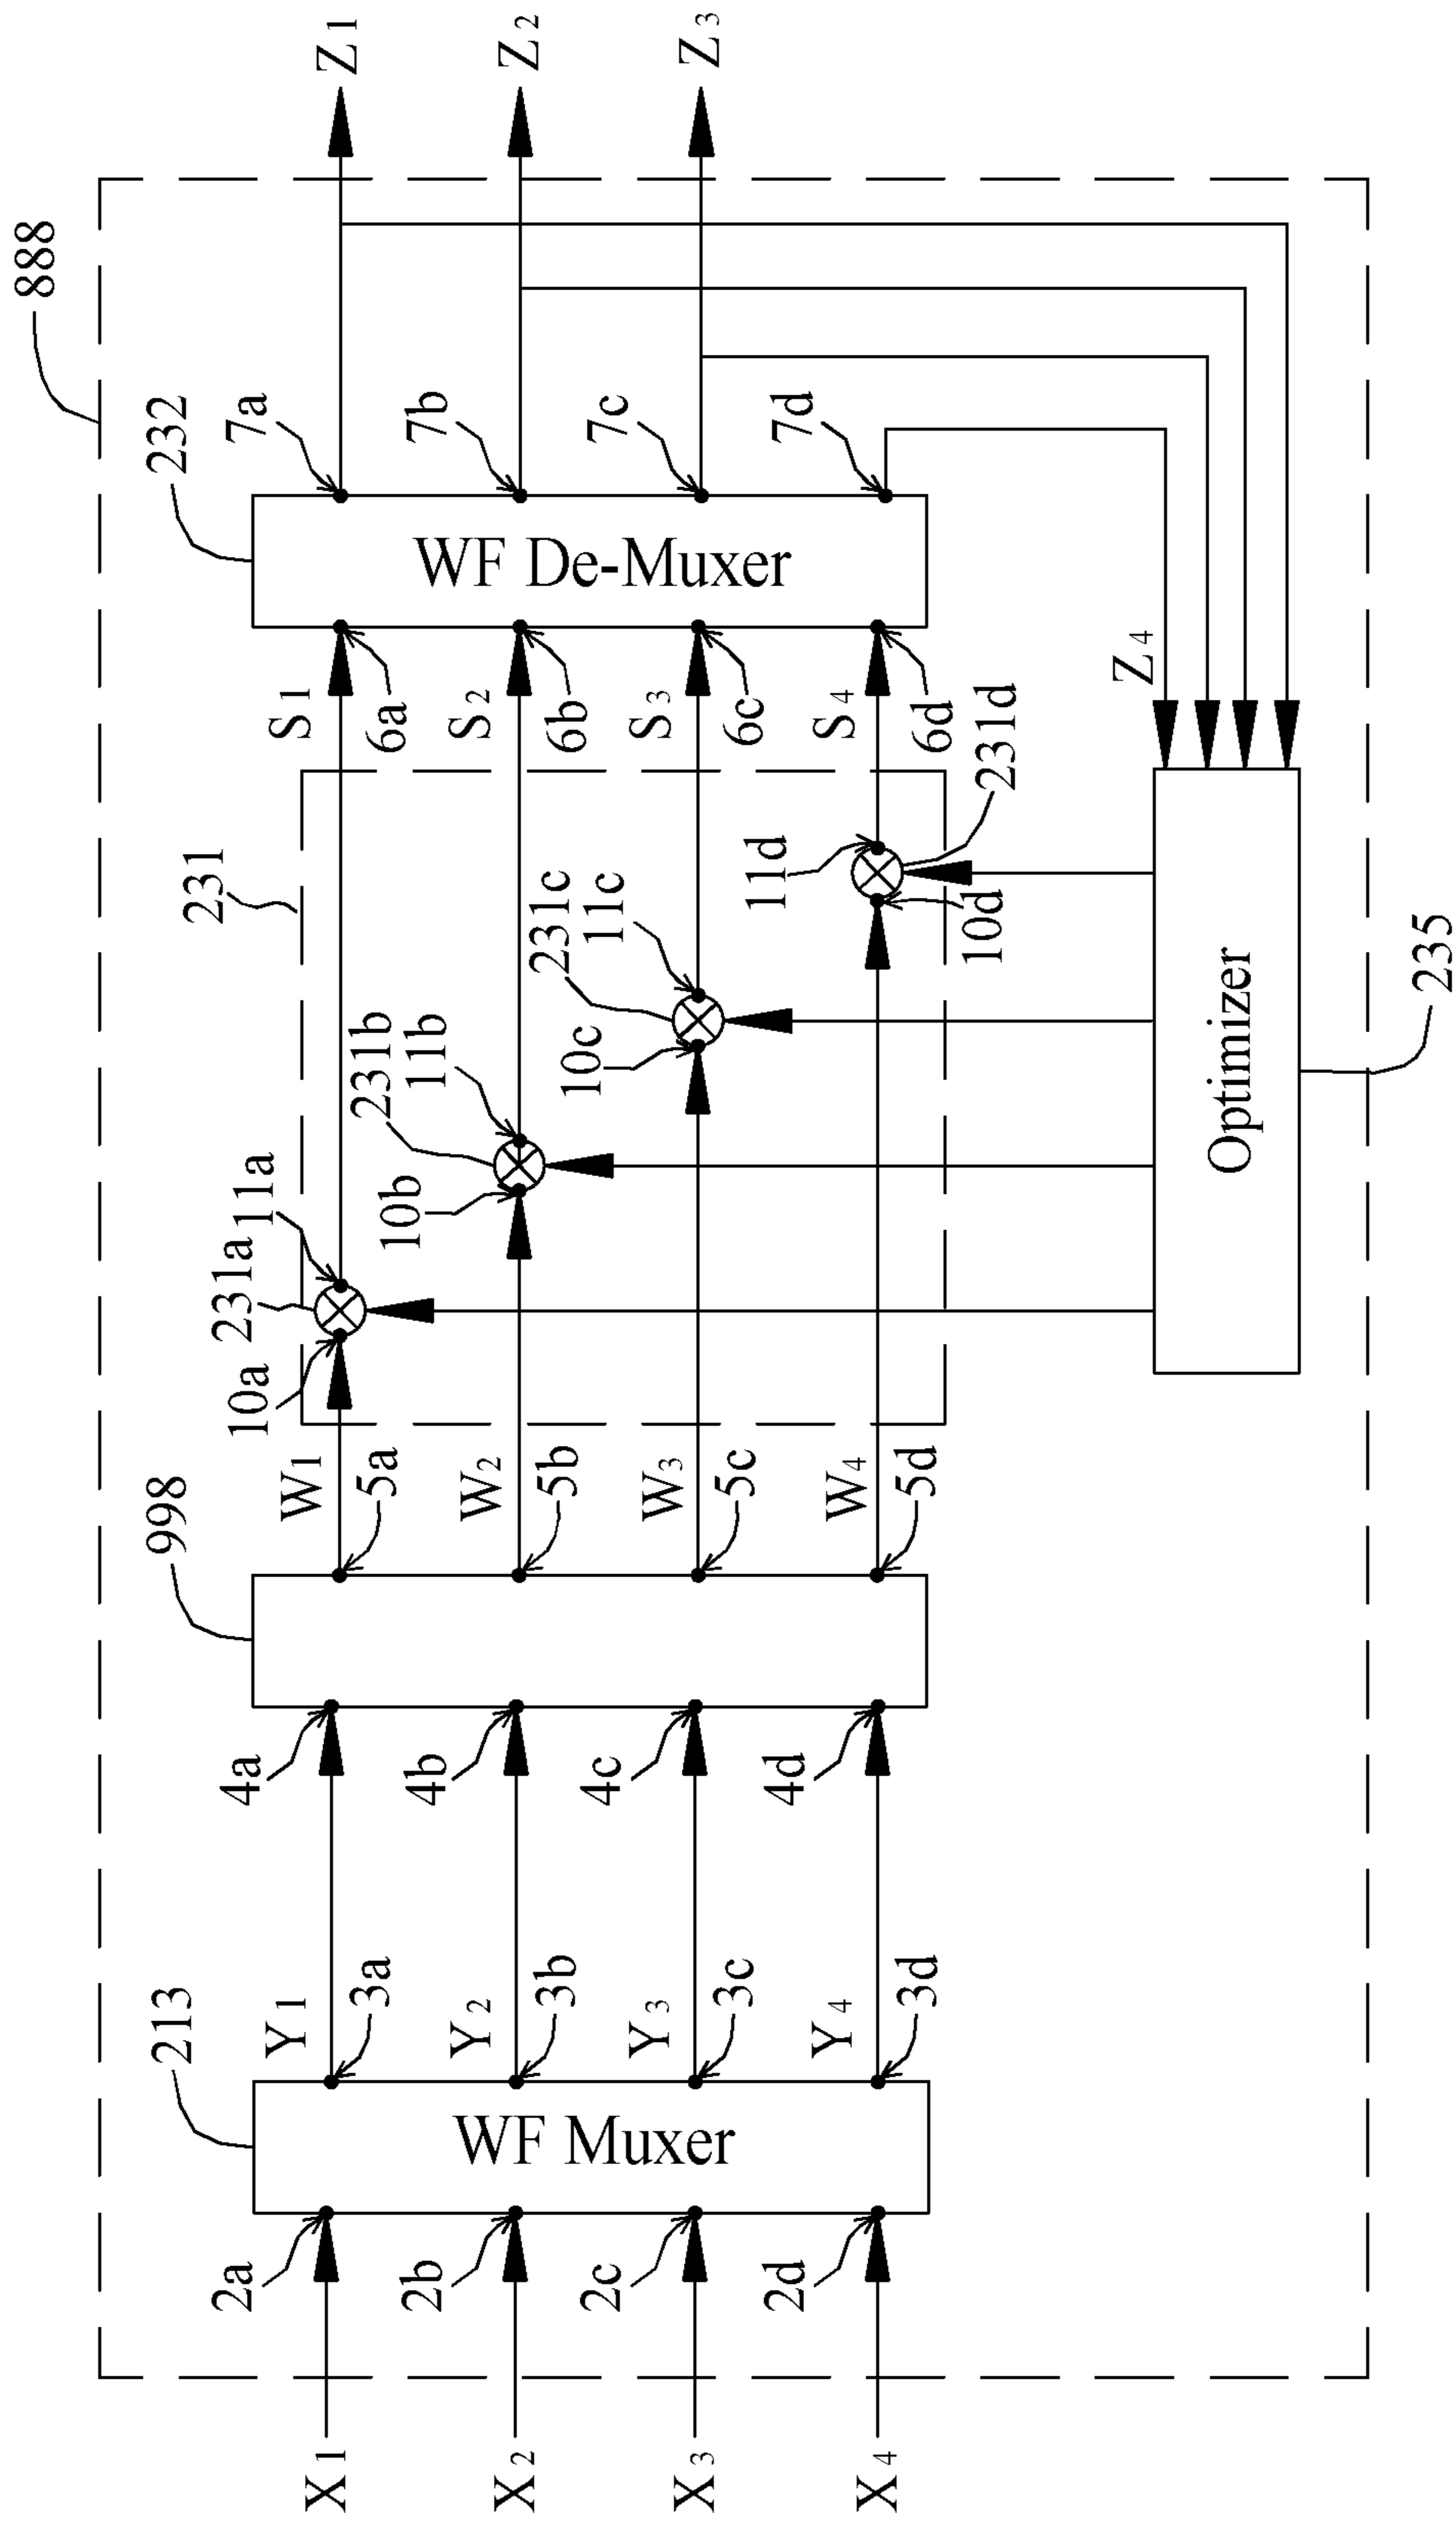 888
213
998
231
232
X1
X2
X3
X4
2a
2b
2c
2d
WF Muxer
Y1
Y2
Y3
Y4
3a
3b
3c
3d
4a
4b
4c
4d
W1
W2
W3
W4
5a
5b
5c
5d
10a
231a
11a
10b
231b
11b
10c
231c
11c
10d
231d
11d
S1
S2
S3
S4
6a
6b
6c
6d
WF De-Muxer
7a
7b
7c
7d
Z1
Z2
Z3
Z4
Optimizer
235